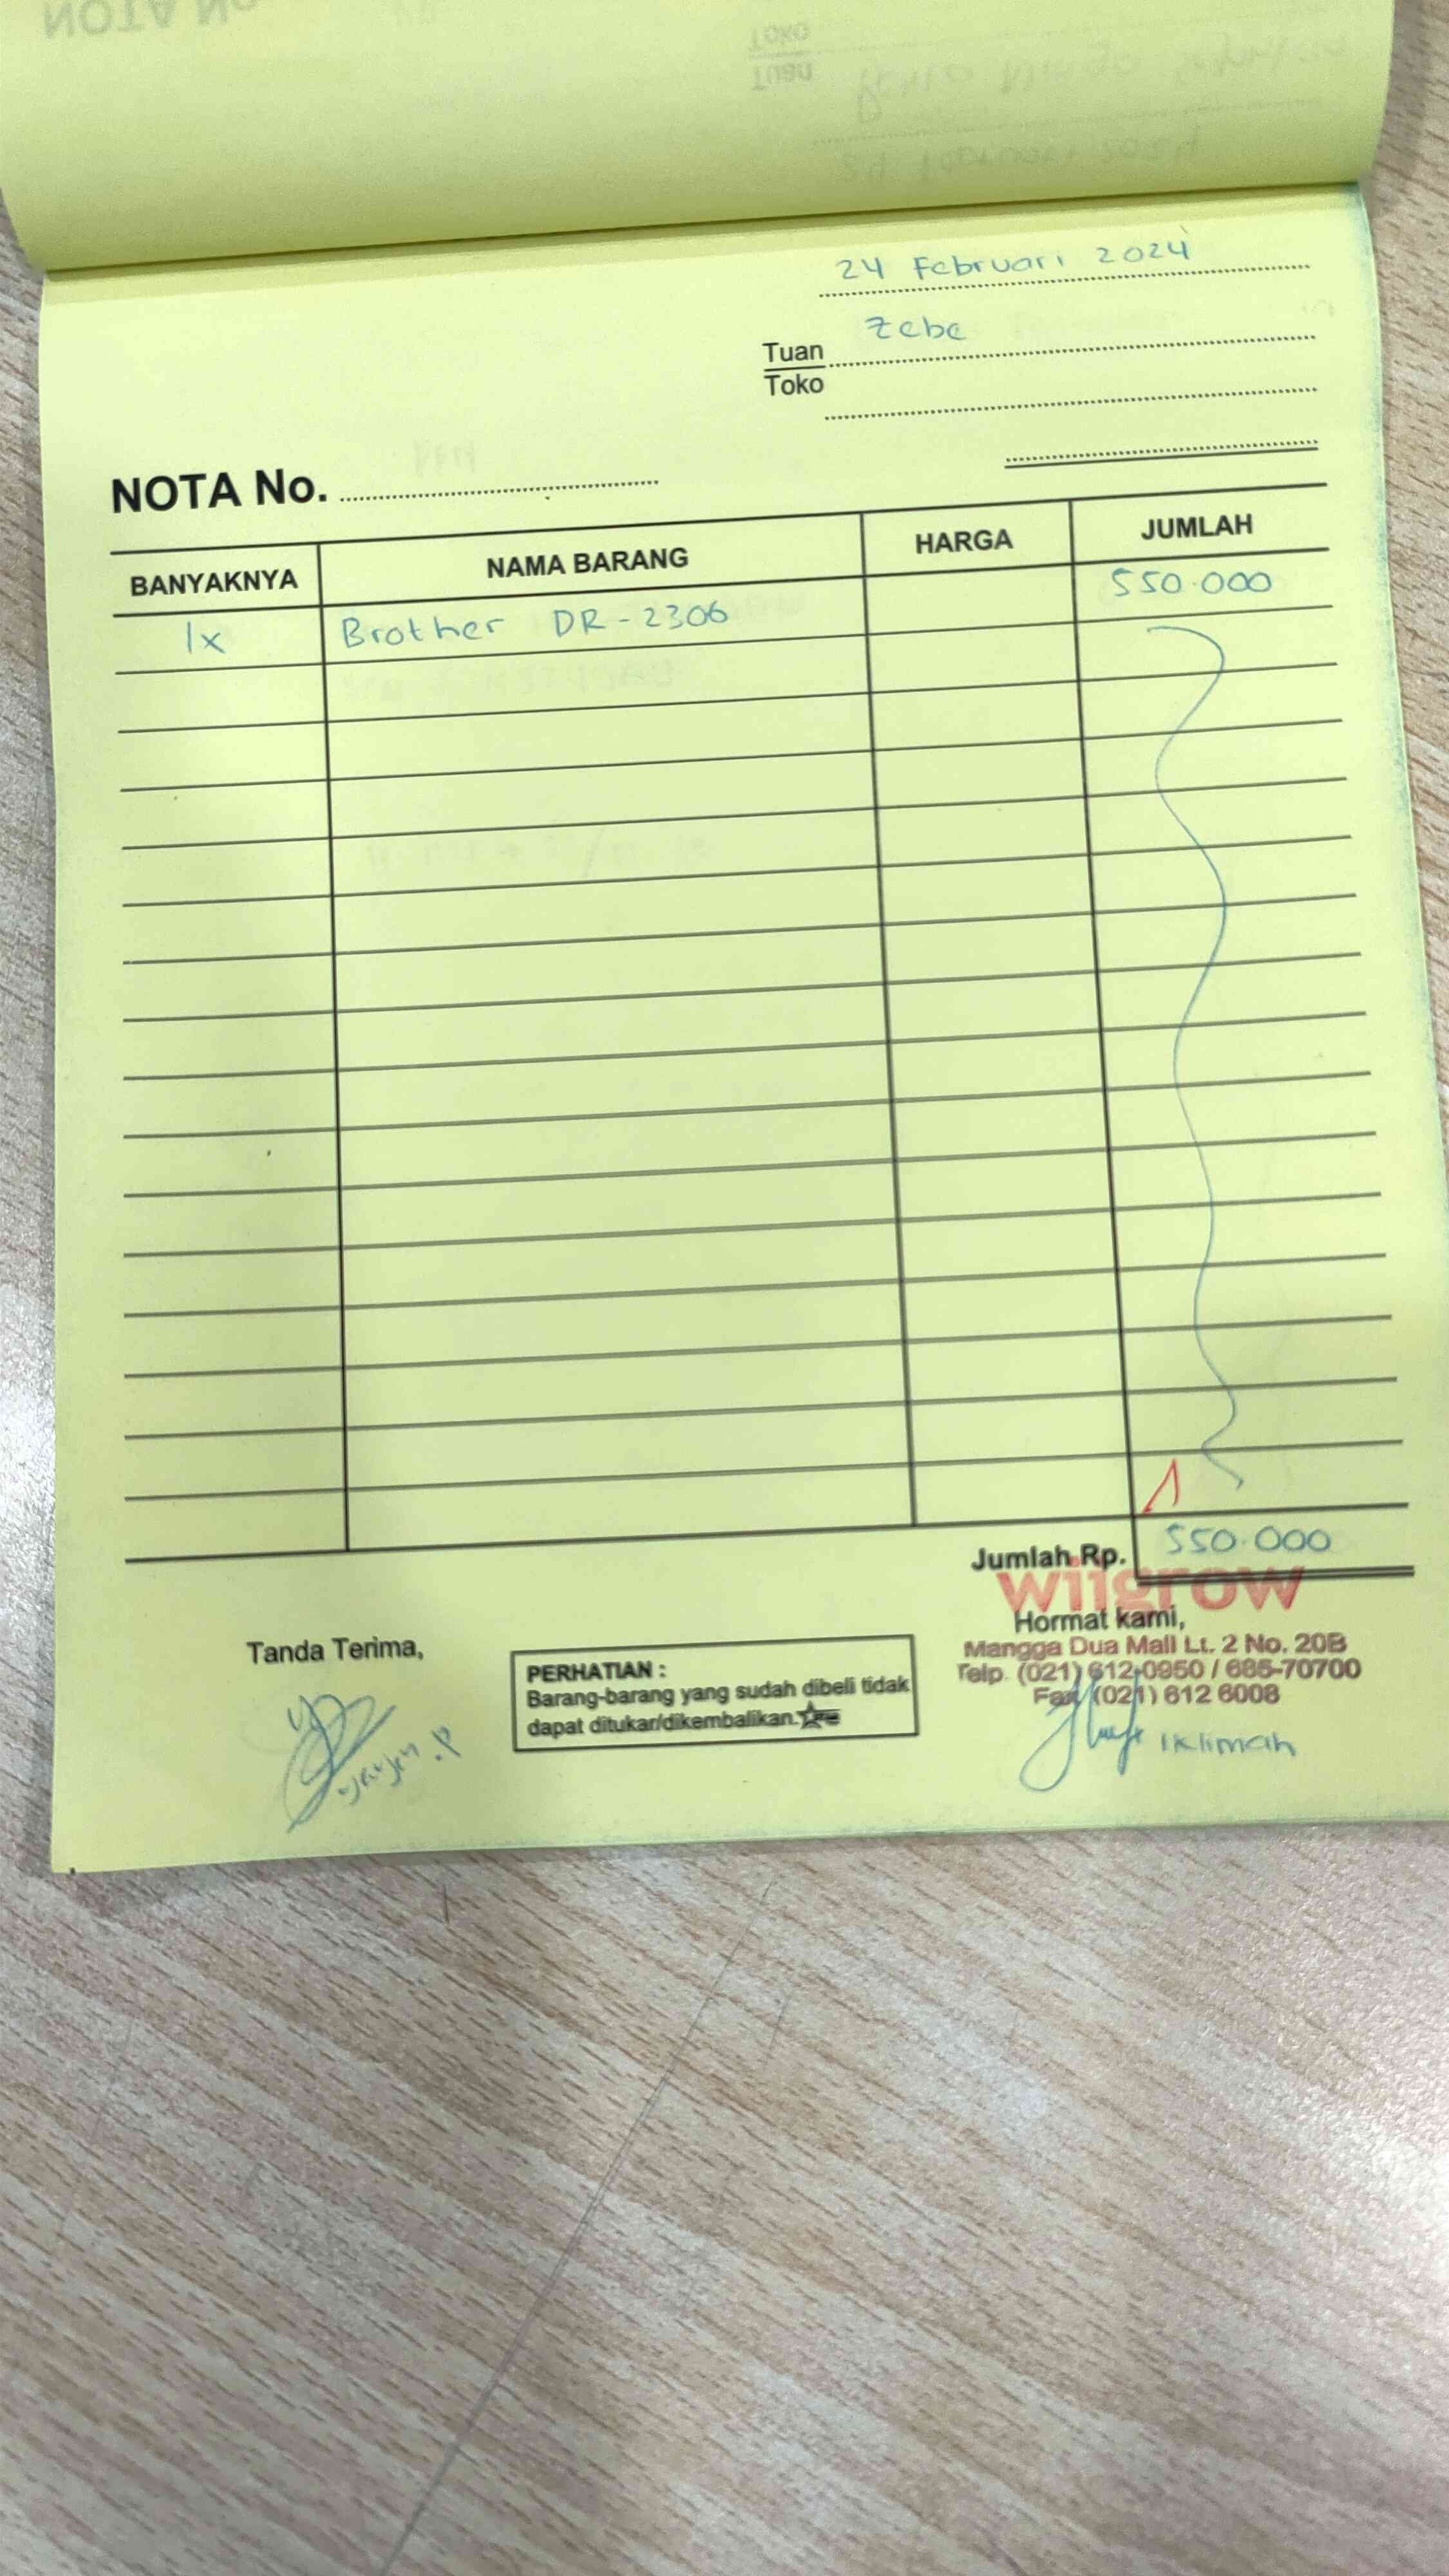 24 Februari 2024
Tuan Zebe
Toko
NOTA No.
BANYAKNYA NAMA BARANG HARGA JUMLAH
1x Brother DR-2306 550.000
Jumlah Rp. 550.000
wiigrow
Hormat kami,
Mangga Dua Mall Lt. 2 No. 20B
Telp. (021) 612-0950 / 685-70700
Fax. (021) 612 6008
Iklimah
Tanda Terima,
PERHATIAN :
Barang-barang yang sudah dibeli tidak
dapat ditukar/dikembalikan.